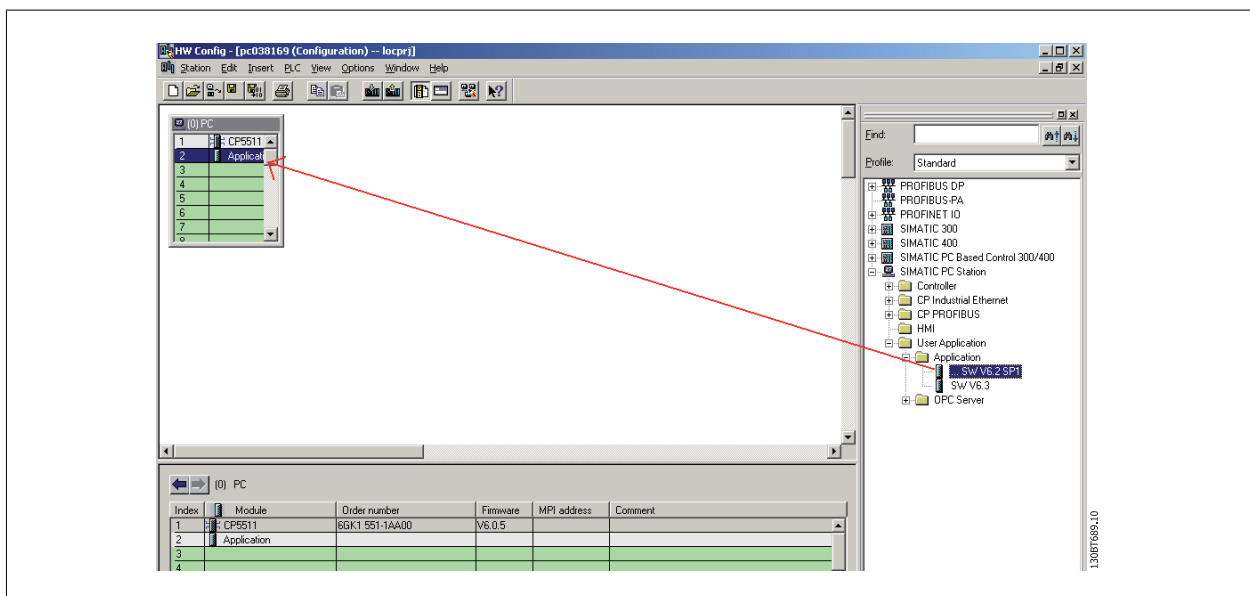 HW Config - [pc038169 (Configuration) -- locprj]
Station Edit Insert PLC View Options Window Help
(0) PC
1 CP5511
2 Applicati
3
4
5
6
7
Find:
Profile: Standard
PROFIBUS DP
PROFIBUS-PA
PROFINET IO
SIMATIC 300
SIMATIC 400
SIMATIC PC Based Control 300/400
SIMATIC PC Station
Controller
CP Industrial Ethernet
CP PROFIBUS
HMI
User Application
Application
... SW V6.2 SP1
SW V6.3
OPC Server
(0) PC
Index Module Order number Firmware MPI address Comment
1 CP5511 6GK1 551-1AA00 V6.0.5
2 Application
3
4
130BT689.10